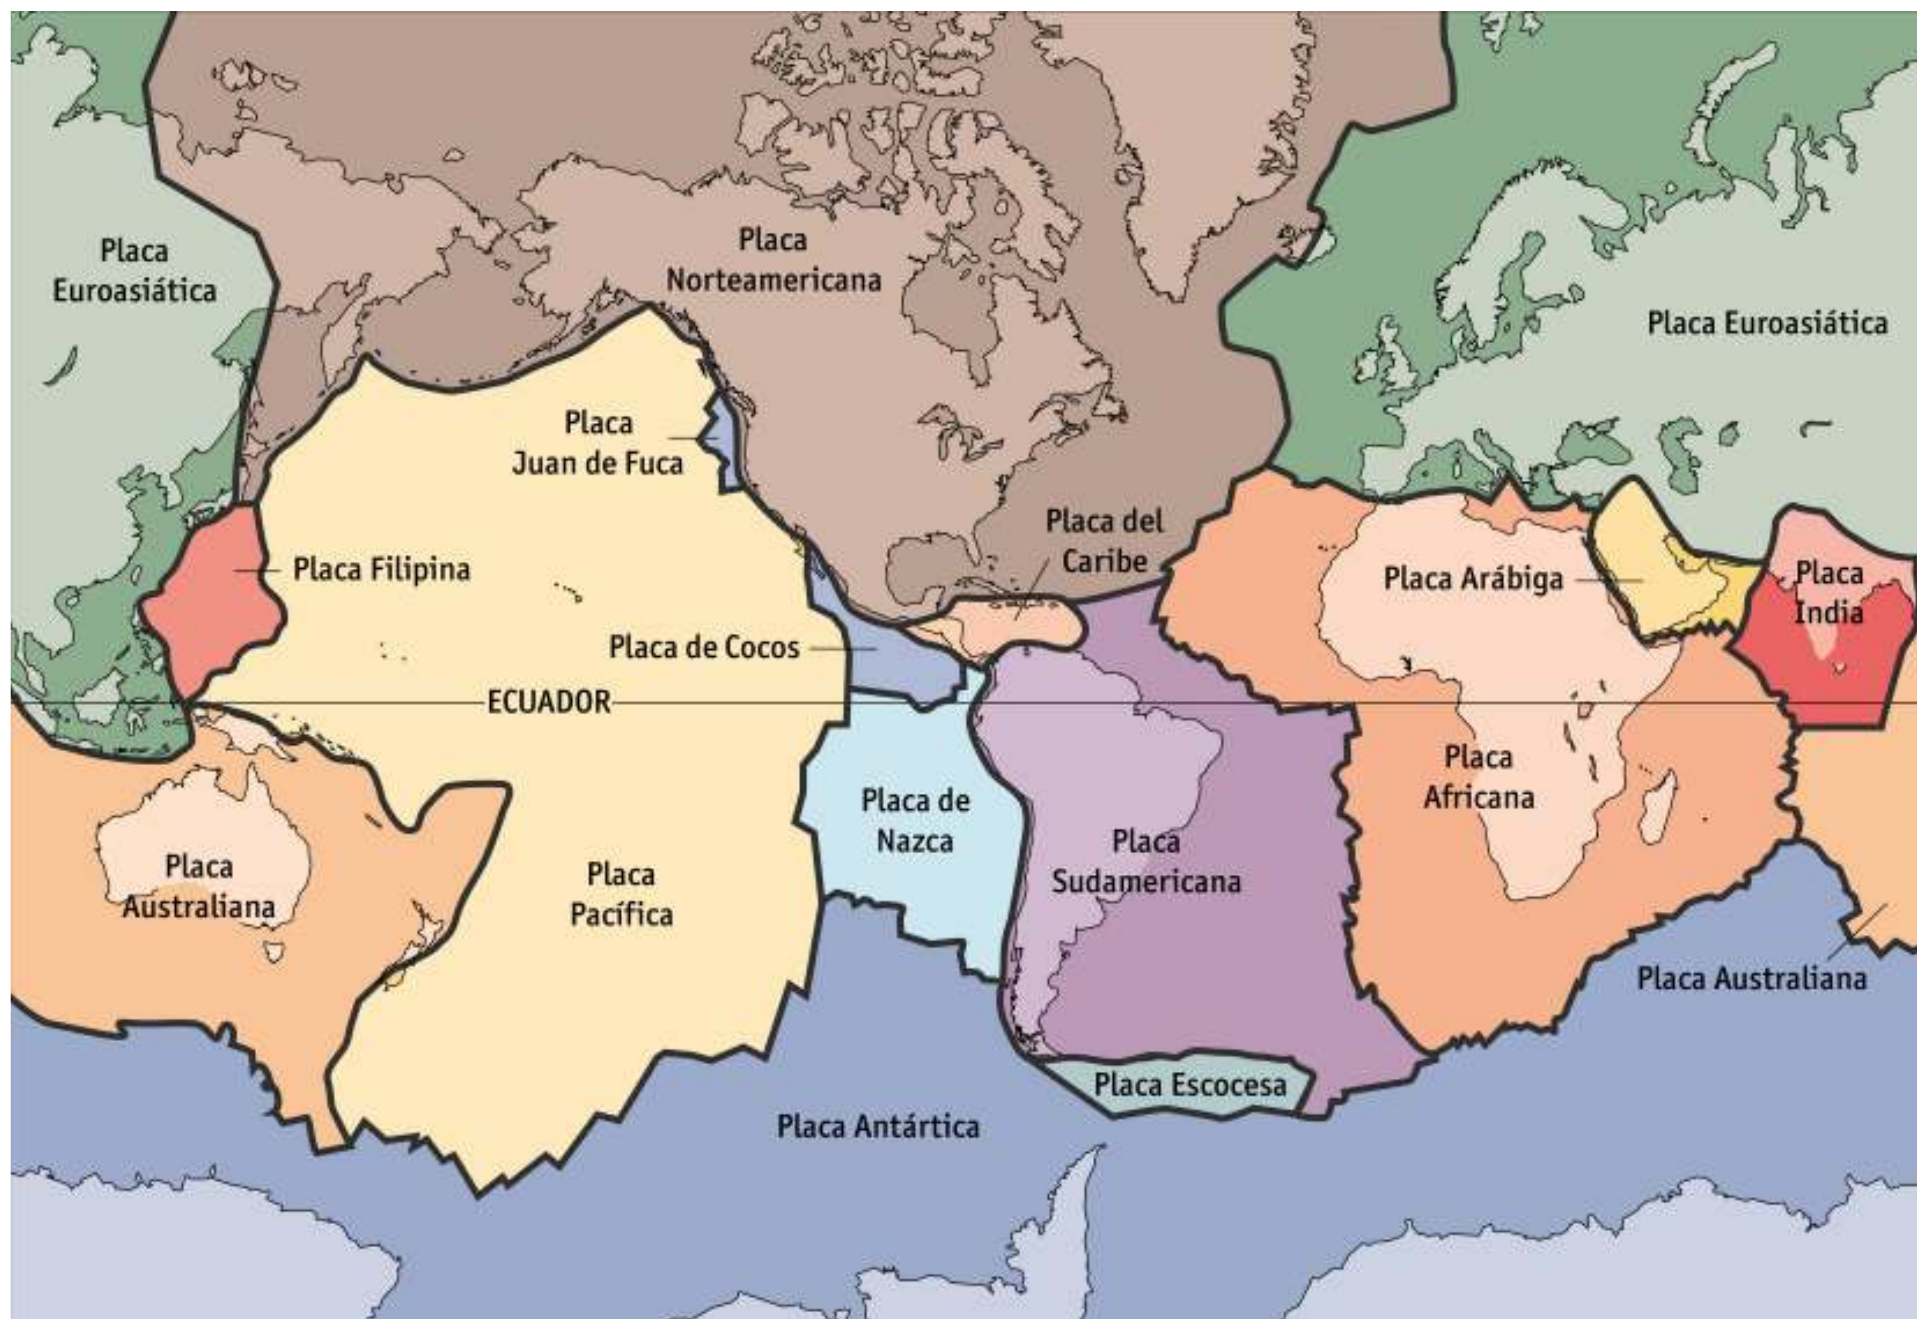 Placa
Euroasiática
Placa
Norteamericana
Placa Euroasiática
Placa
Juan de Fuca
Placa del
Caribe
Placa Filipina
Placa Arábiga
Placa
India
Placa de Cocos
ECUADOR
Placa
Africana
Placa de
Nazca
Placa
Sudamericana
Placa
Australiana
Placa
Pacífica
Placa Australiana
Placa Escocesa
Placa Antártica